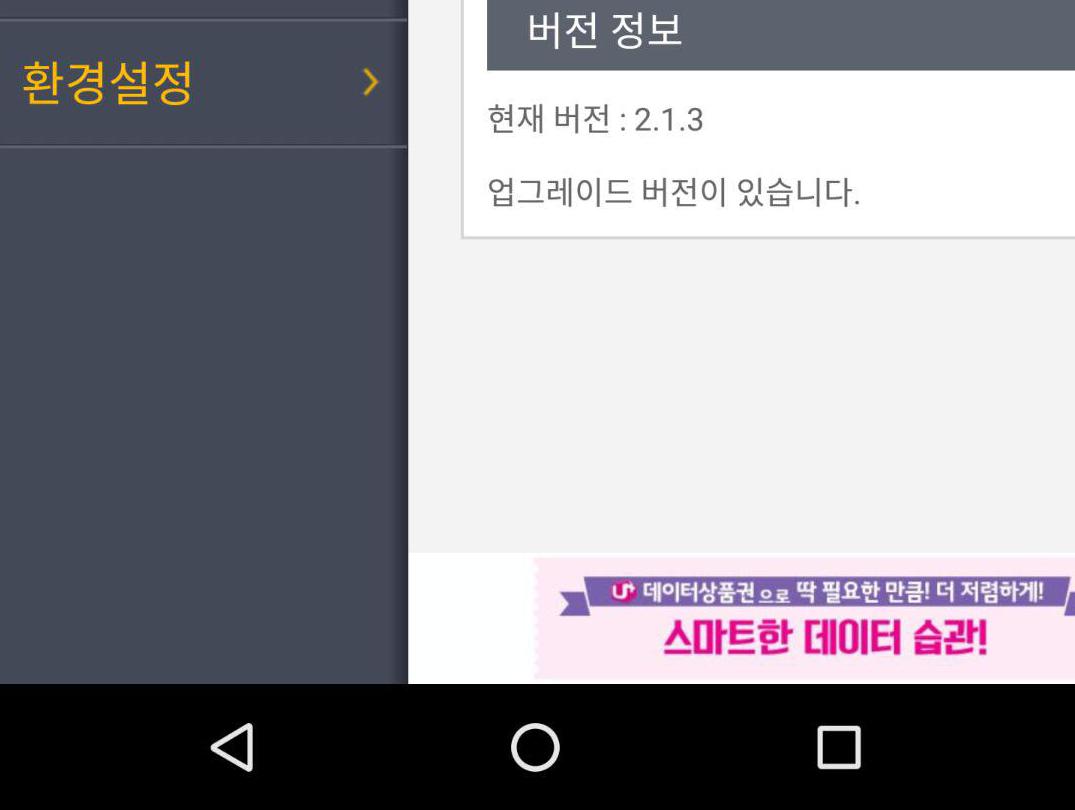 환경설정
버전 정보
현재 버전 : 2.1.3
업그레이드 버전이 있습니다.
U+ 데이터상품권으로 딱 필요한 만큼! 더 저렴하게!
스마트한 데이터 습관!